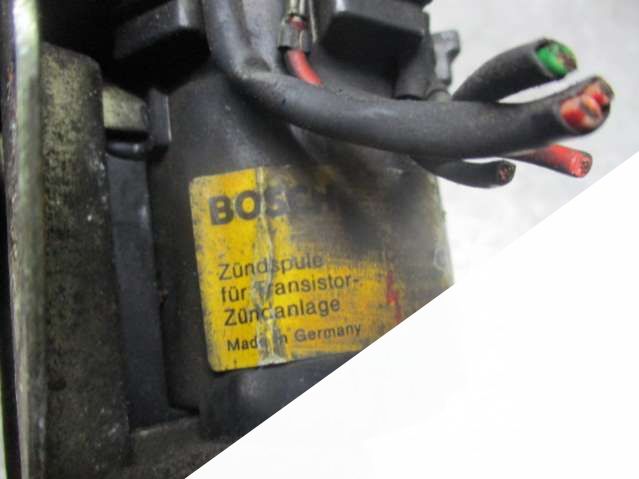 BOSCH
Zündspule
für Transistor-
Zündanlage
Made in Germany